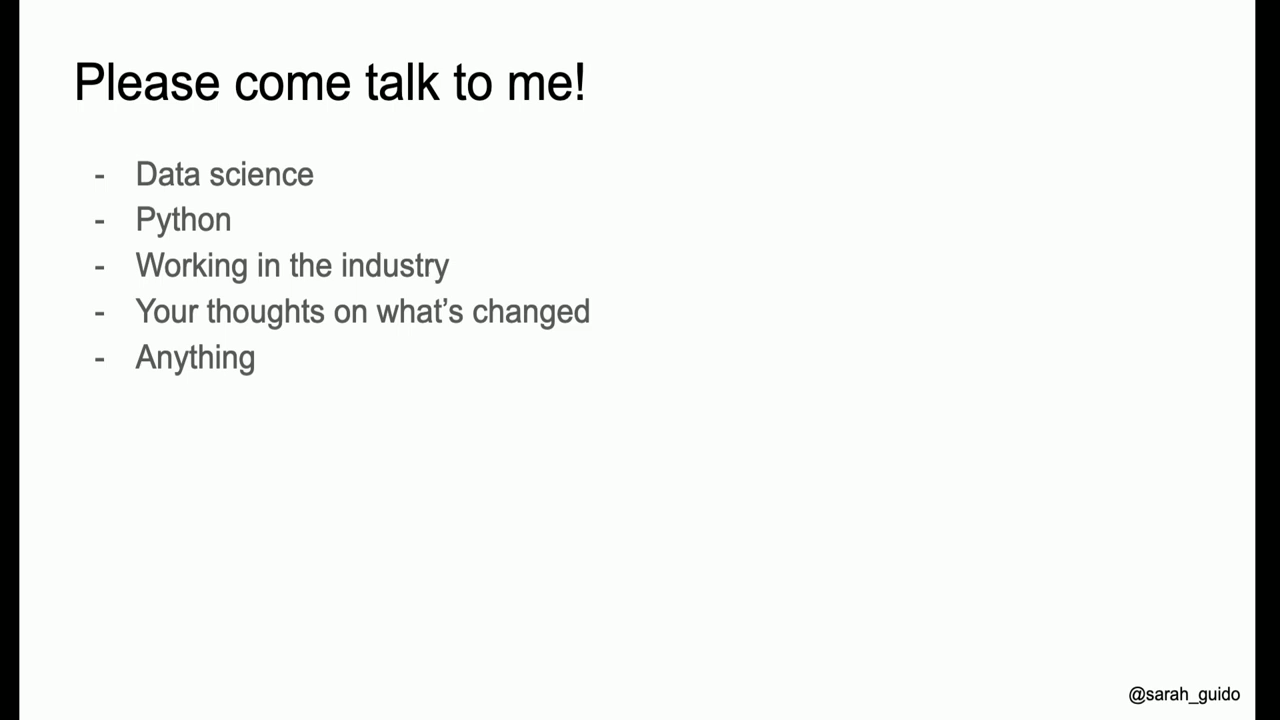 Please come talk to me!
- Data science
- Python
- Working in the industry
- Your thoughts on what’s changed
- Anything
@sarah_guido